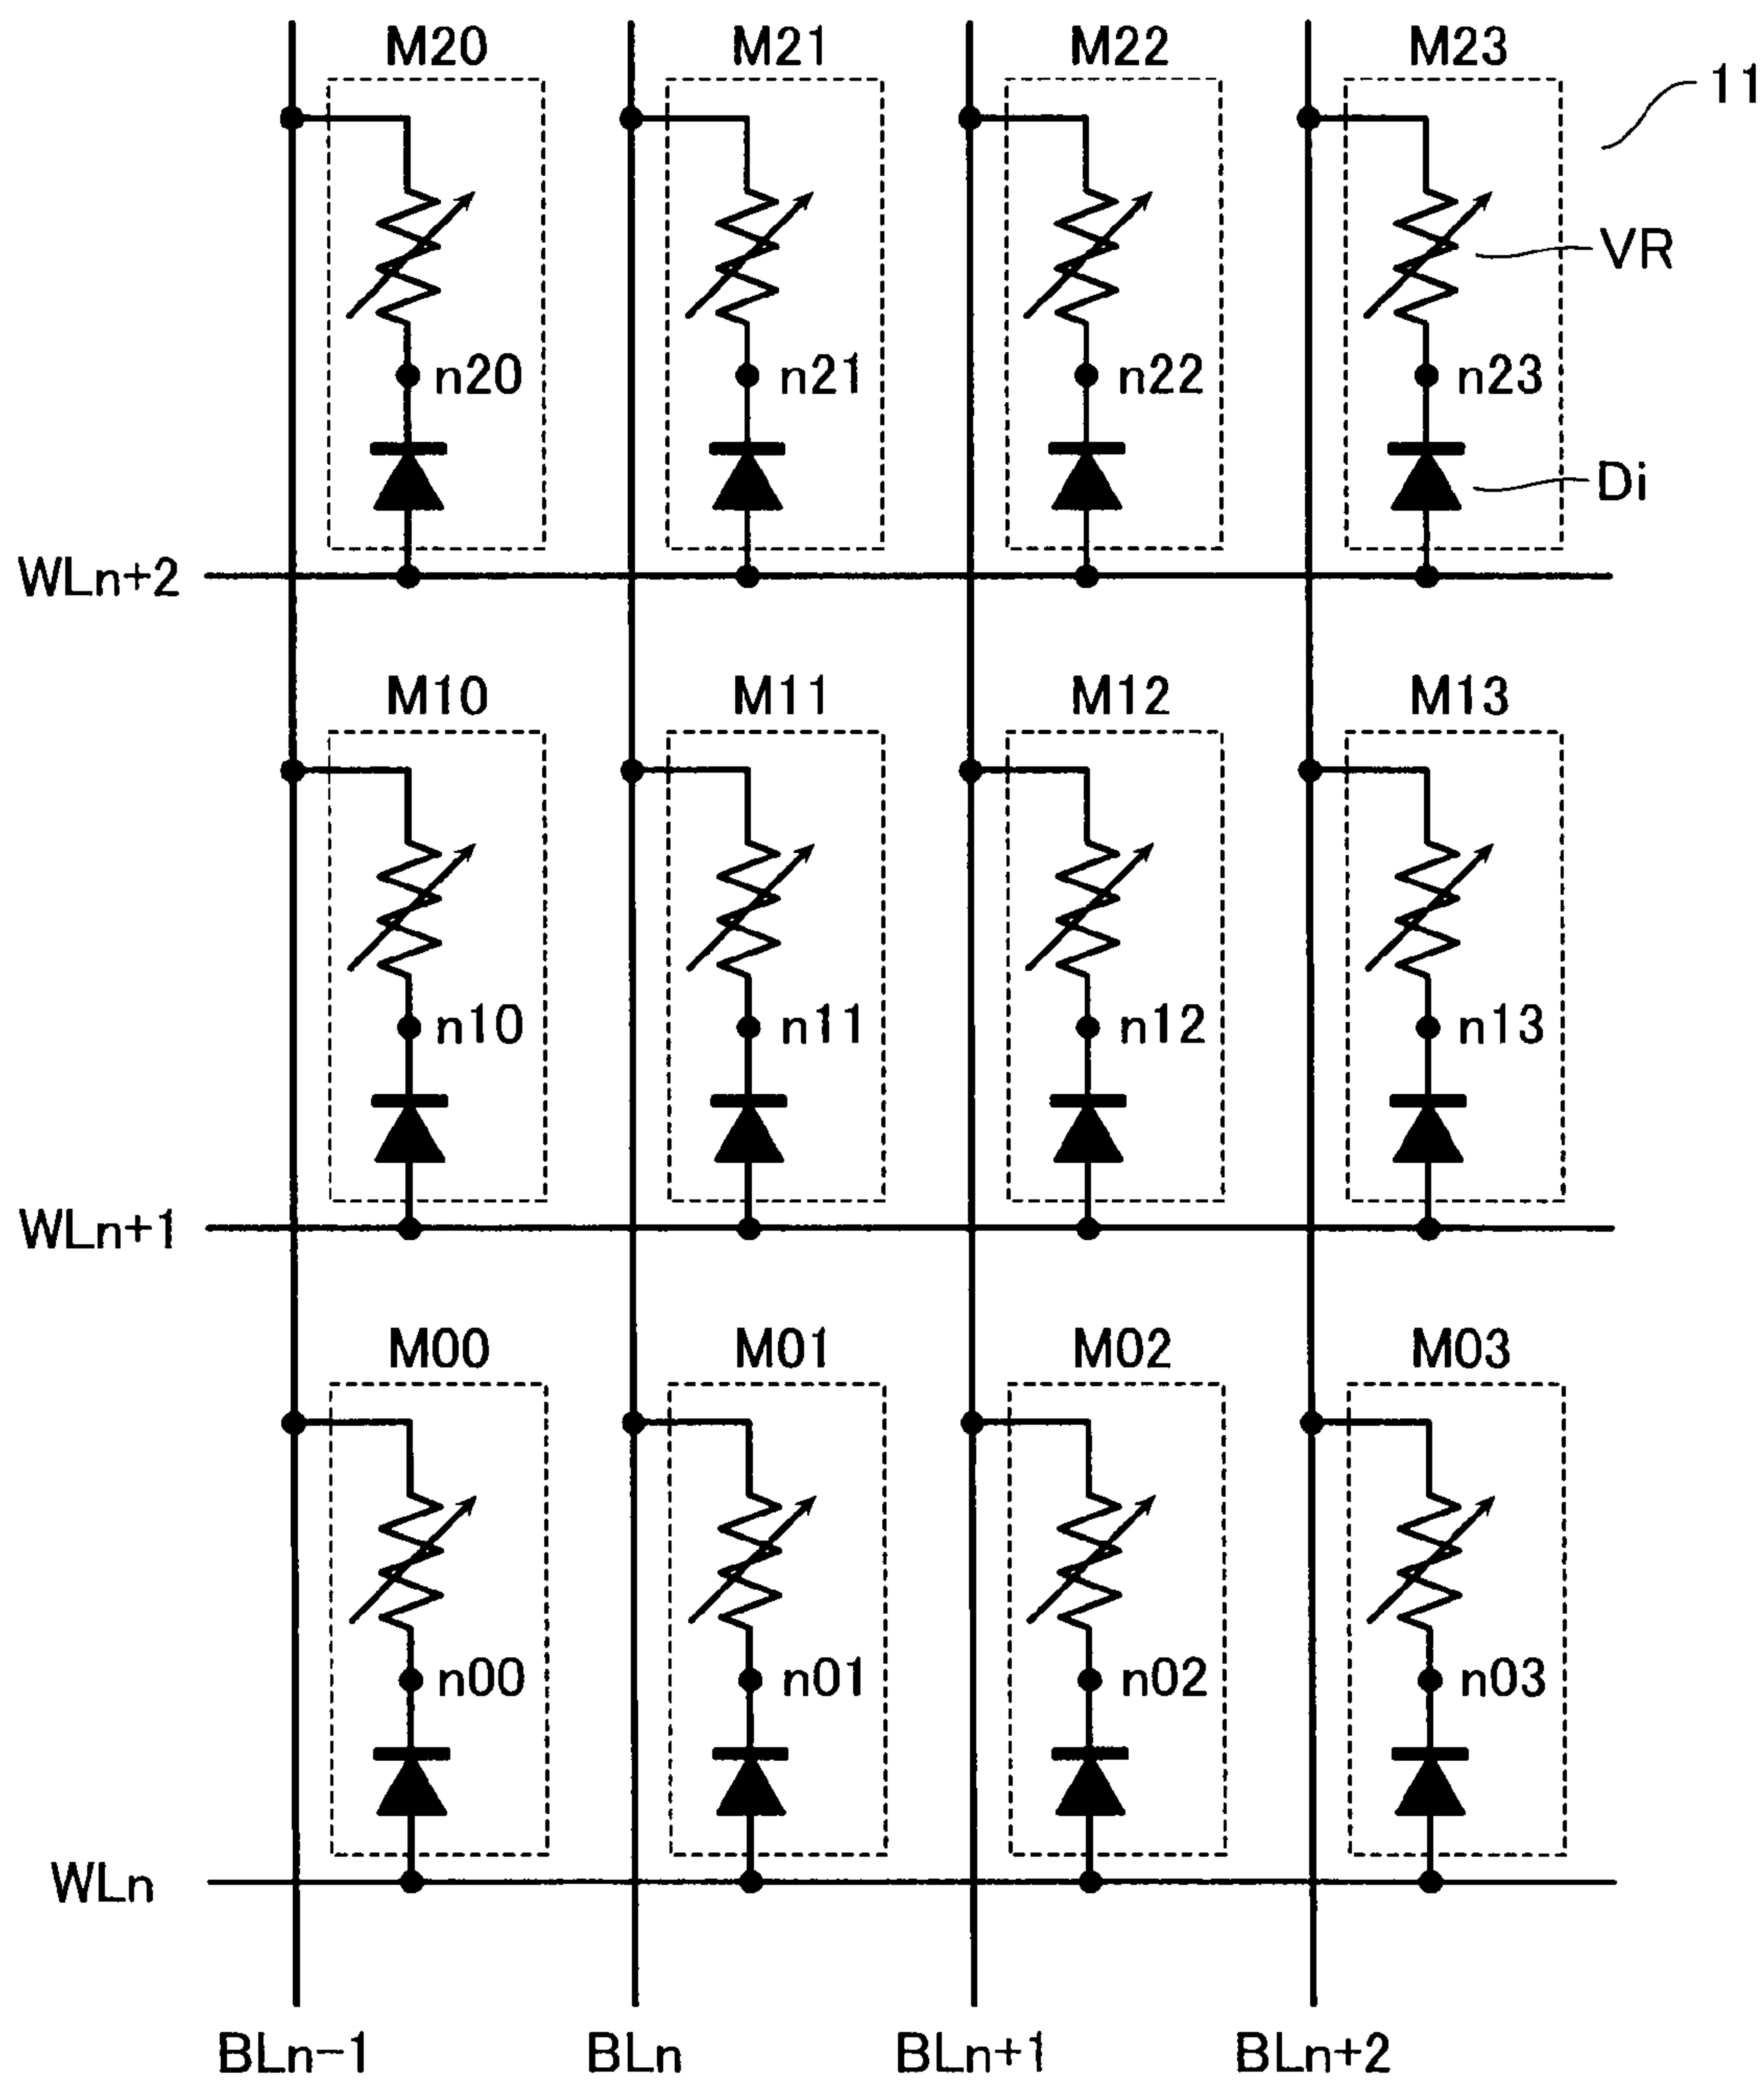 M20 M21 M22 M23
11
VR
n20 n21 n22 n23
Di
WLn+2
M10 M11 M12 M13
n10 n11 n12 n13
WLn+1
M00 M01 M02 M03
n00 n01 n02 n03
WLn
BLn-1 BLn BLn+1 BLn+2